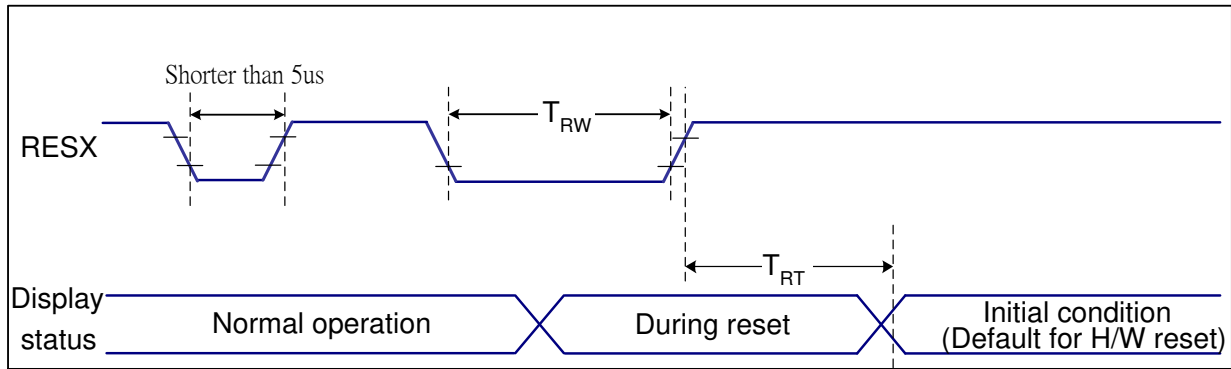 Shorter than 5us
RESX
TRW
TRT
Display
status
Normal operation
During reset
Initial condition
(Default for H/W reset)